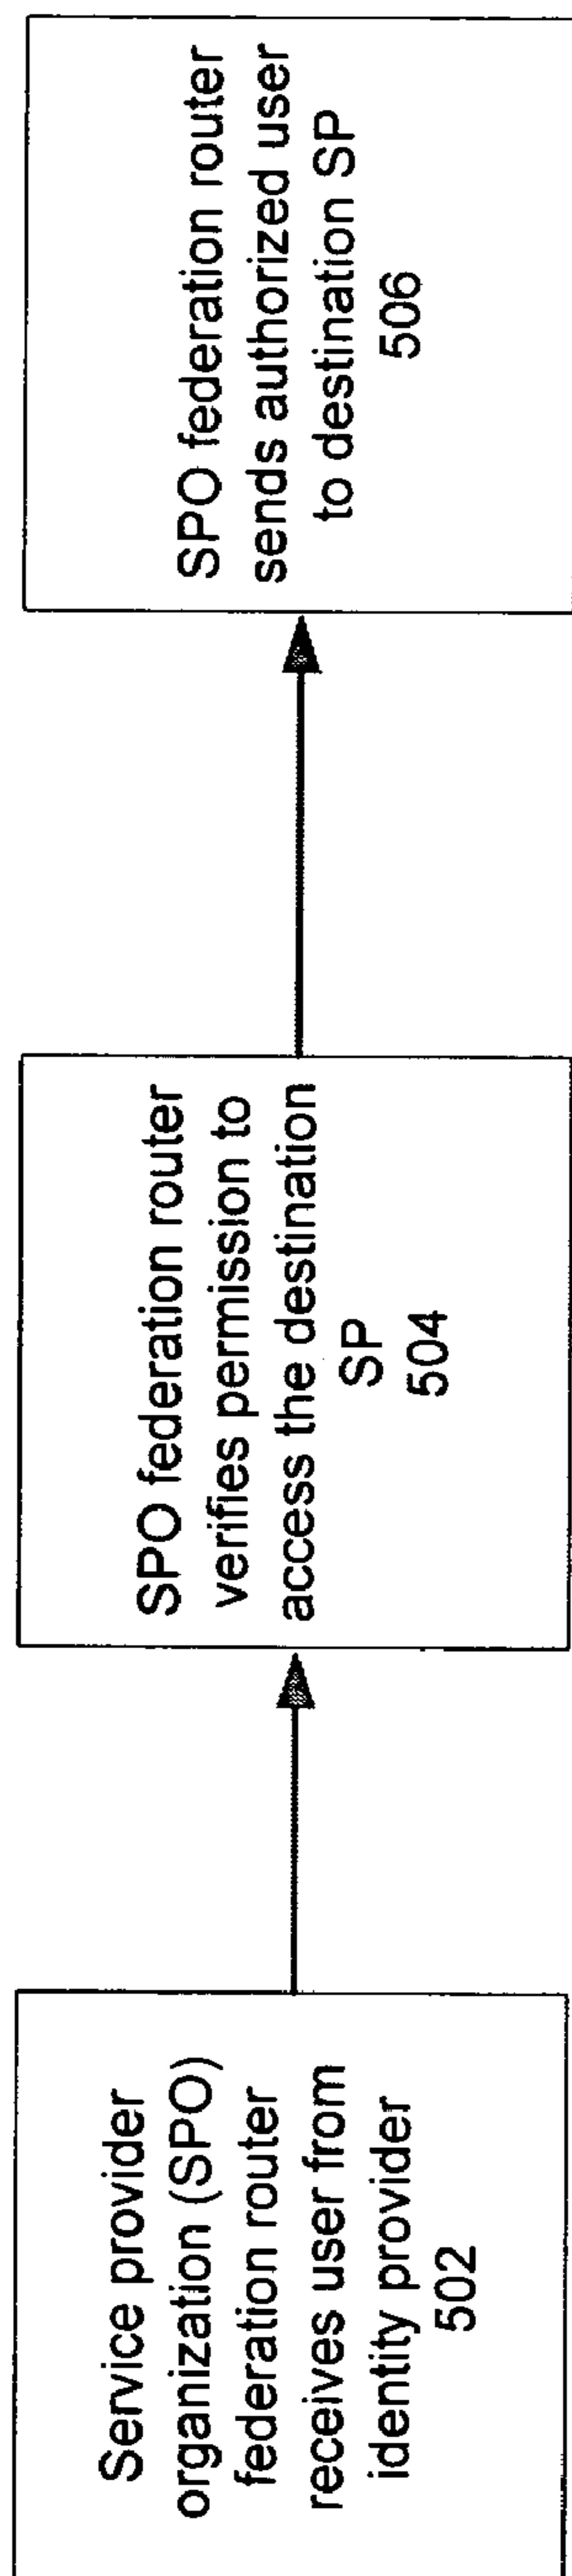 Service provider
organization (SPO)
federation router
receives user from
identity provider
502
SPO federation router
verifies permission to
access the destination
SP
504
SPO federation router
sends authorized user
to destination SP
506